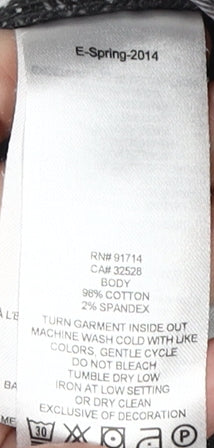 E-Spring-2014
RN# 91714
CA# 32528
BODY
98% COTTON
2% SPANDEX
TURN GARMENT INSIDE OUT
MACHINE WASH COLD WITH LIKE
COLORS, GENTLE CYCLE
DO NOT BLEACH
TUMBLE DRY LOW
IRON AT LOW SETTING
OR DRY CLEAN
EXCLUSIVE OF DECORATION
30 P